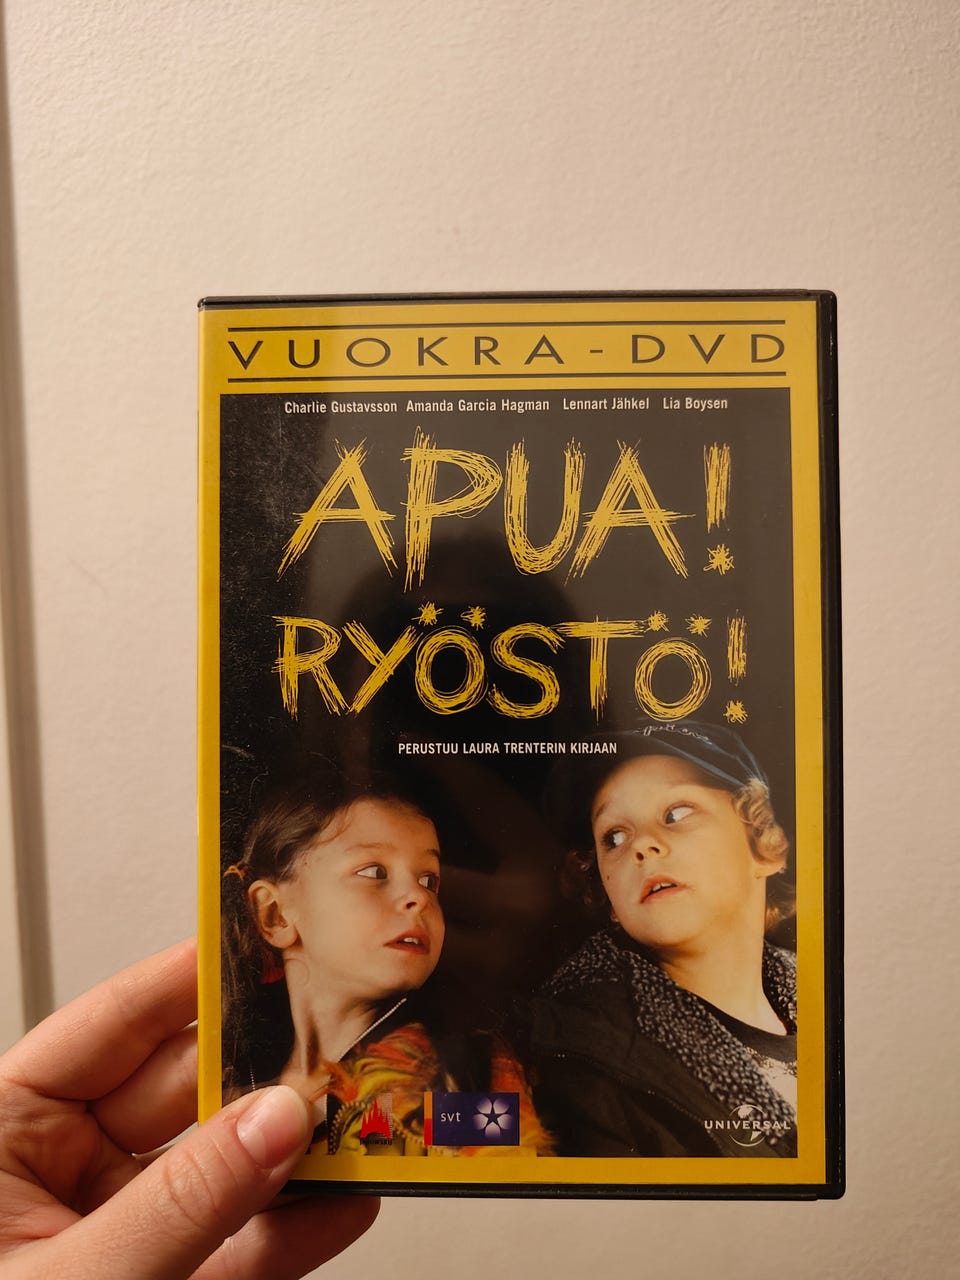 VUOKRA-DVD
Charlie Gustavsson Amanda Garcia Hagman Lennart Jähkel Lia Boysen
APUA!
RYÖSTÖ!
PERUSTUU LAURA TRENTERIN KIRJAAN
svt
UNIVERSAL